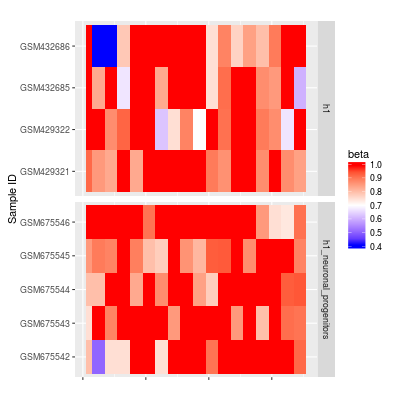 GSM432686
GSM432685
GSM429322
GSM429321
h1
GSM675546
GSM675545
GSM675544
GSM675543
GSM675542
h1_neuronal_progenitors
Sample ID
beta
1.0
0.9
0.8
0.7
0.6
0.5
0.4